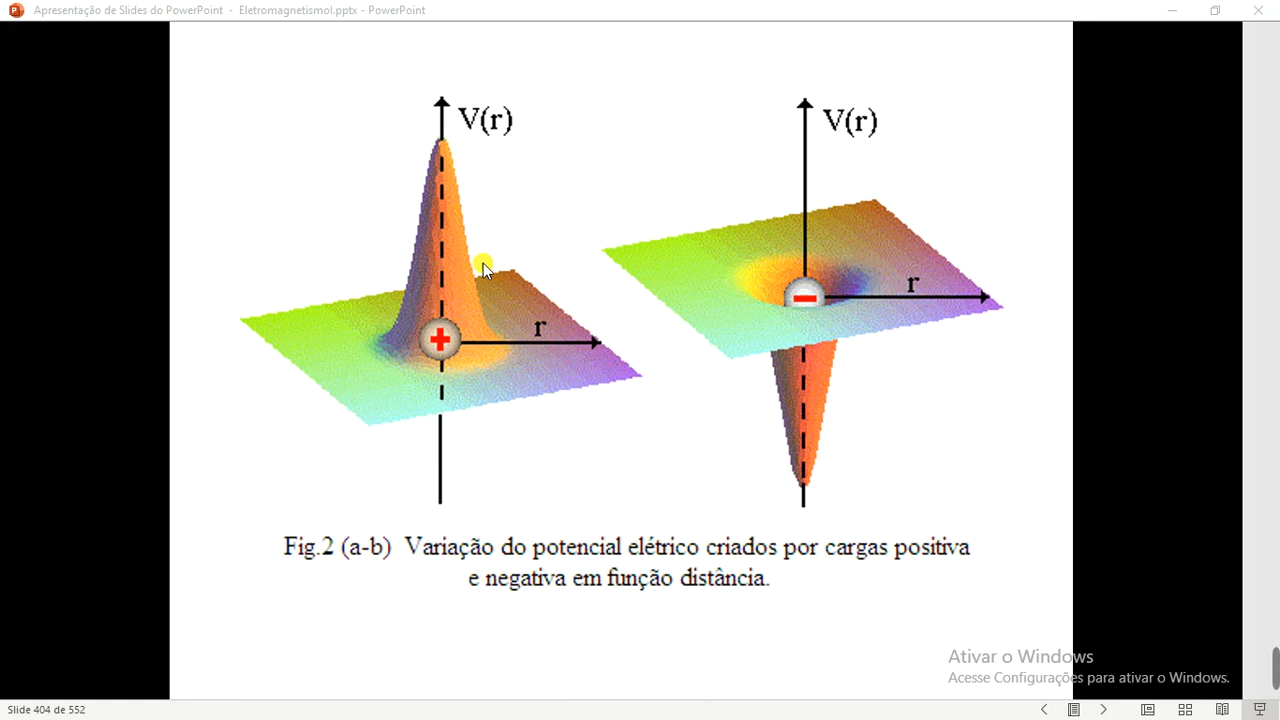 Apresentação de Slides do PowerPoint - Eletromagnetismol.pptx - PowerPoint
V(r)
V(r)
r
r
Fig.2 (a-b) Variação do potencial elétrico criados por cargas positiva
e negativa em função distância.
Ativar o Windows
Acesse Configurações para ativar o Windows.
Slide 404 de 552